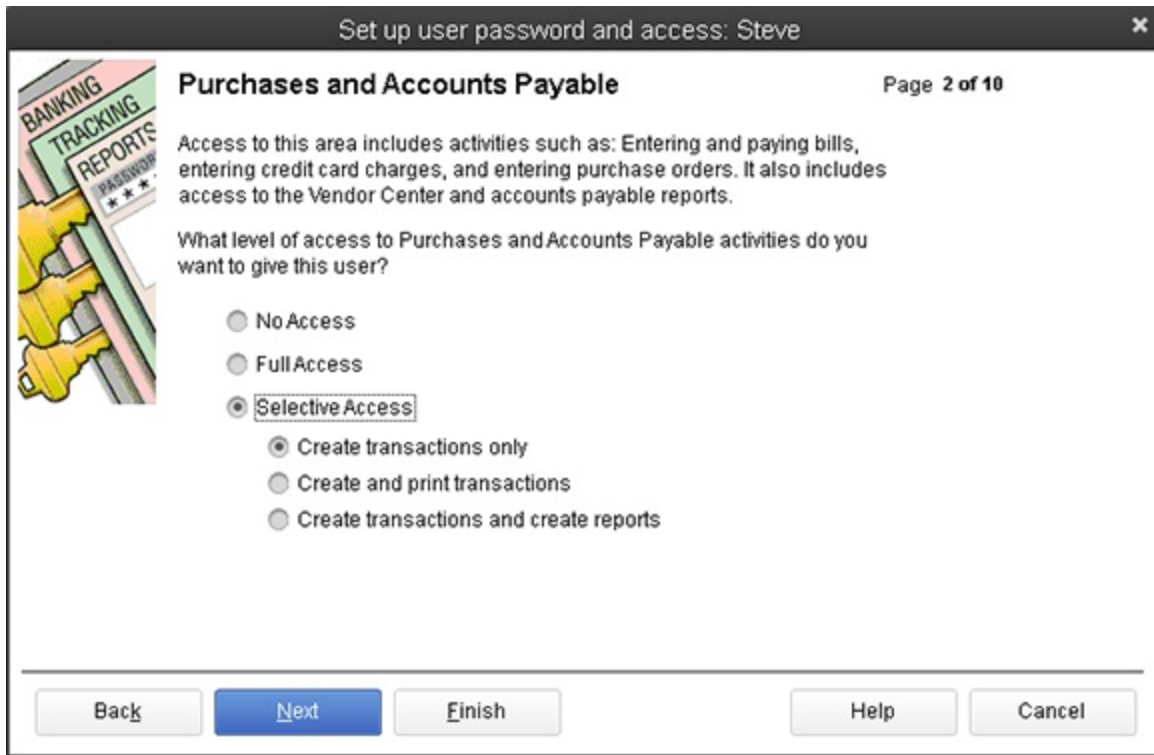 Set up user password and access: Steve
BANKING
TRACKING
REPORTS
PASSWORD
***
Purchases and Accounts Payable
Page 2 of 10
Access to this area includes activities such as: Entering and paying bills,
entering credit card charges, and entering purchase orders. It also includes
access to the Vendor Center and accounts payable reports.
What level of access to Purchases and Accounts Payable activities do you
want to give this user?
No Access
Full Access
Selective Access
Create transactions only
Create and print transactions
Create transactions and create reports
Back
Next
Finish
Help
Cancel